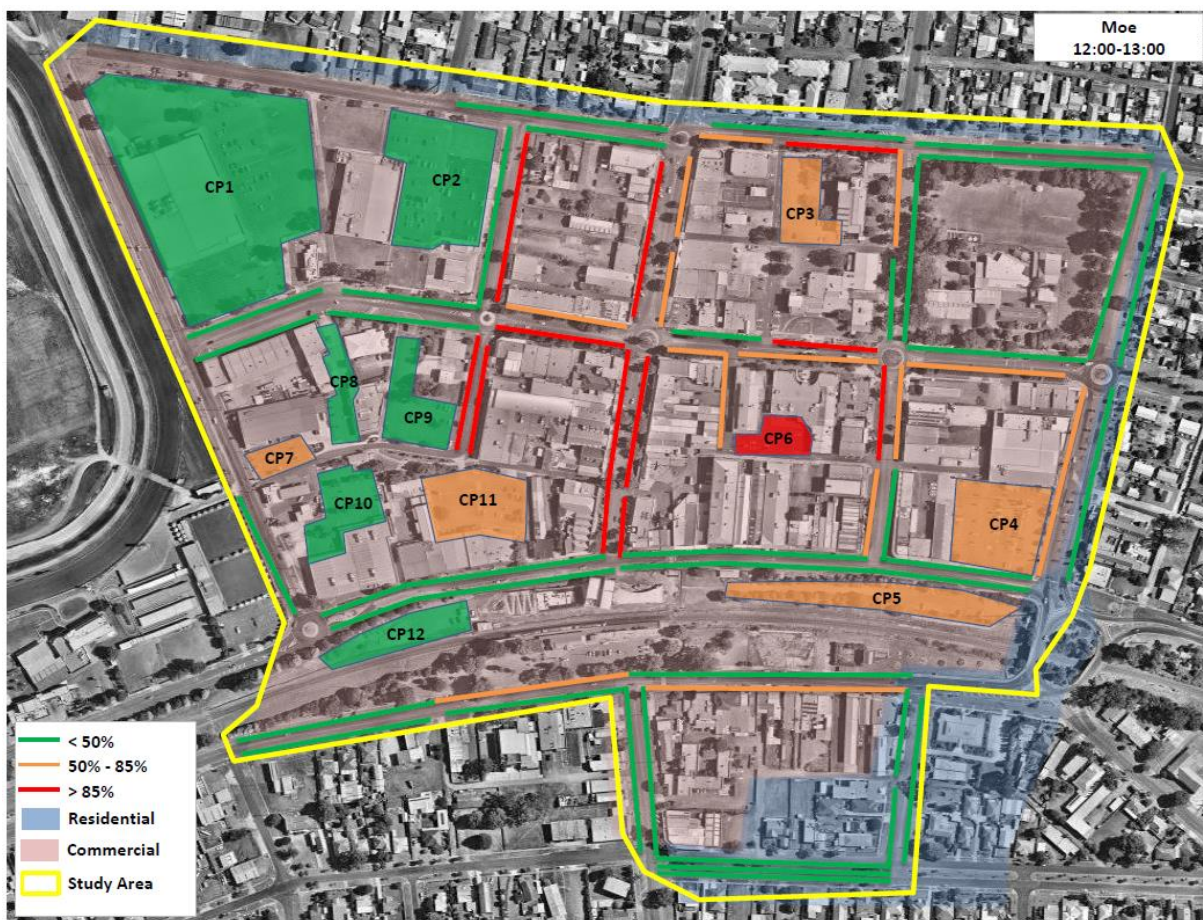 Moe
12:00-13:00
CP1
CP2
CP3
CP8
CP9
CP6
CP7
CP10
CP11
CP4
CP5
CP12
< 50%
50% - 85%
> 85%
Residential
Commercial
Study Area